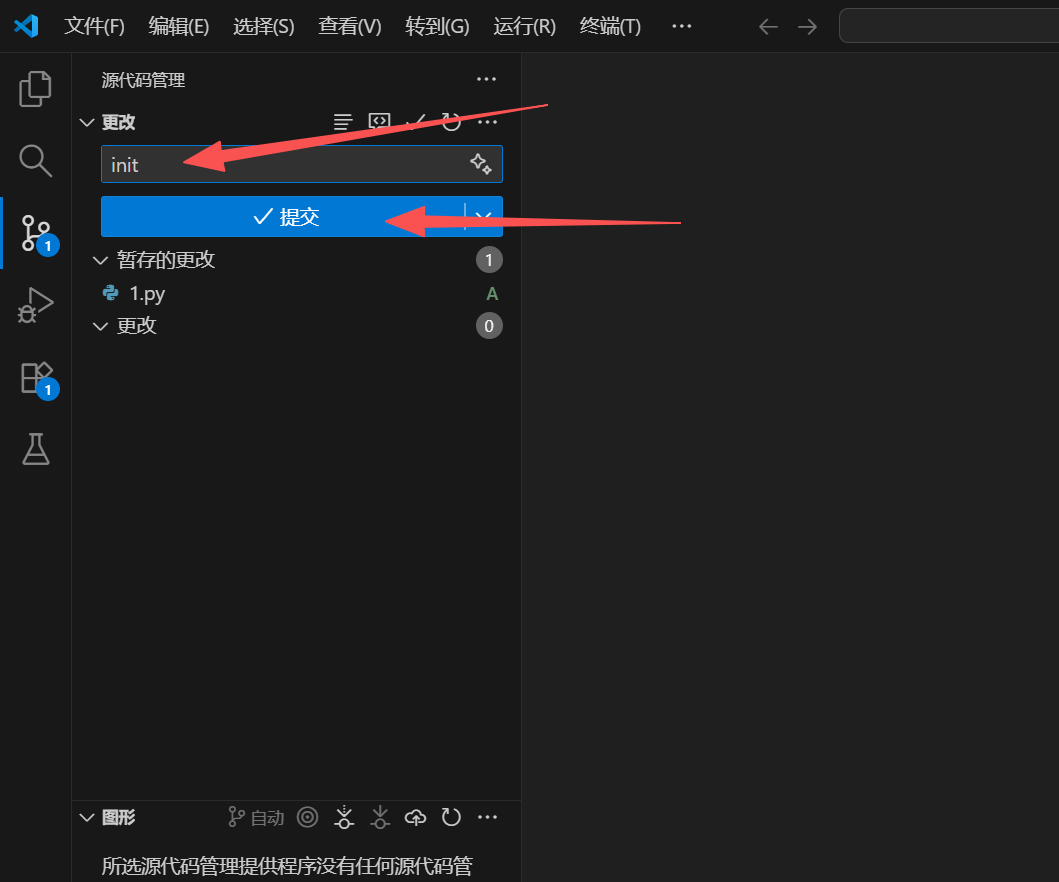 文件(F) 编辑(E) 选择(S) 查看(V) 转到(G) 运行(R) 终端(T) ...
源代码管理
更改
init
提交
暂存的更改 1
1.py A
更改 0
1
1
图形 自动
所选源代码管理提供程序没有任何源代码管